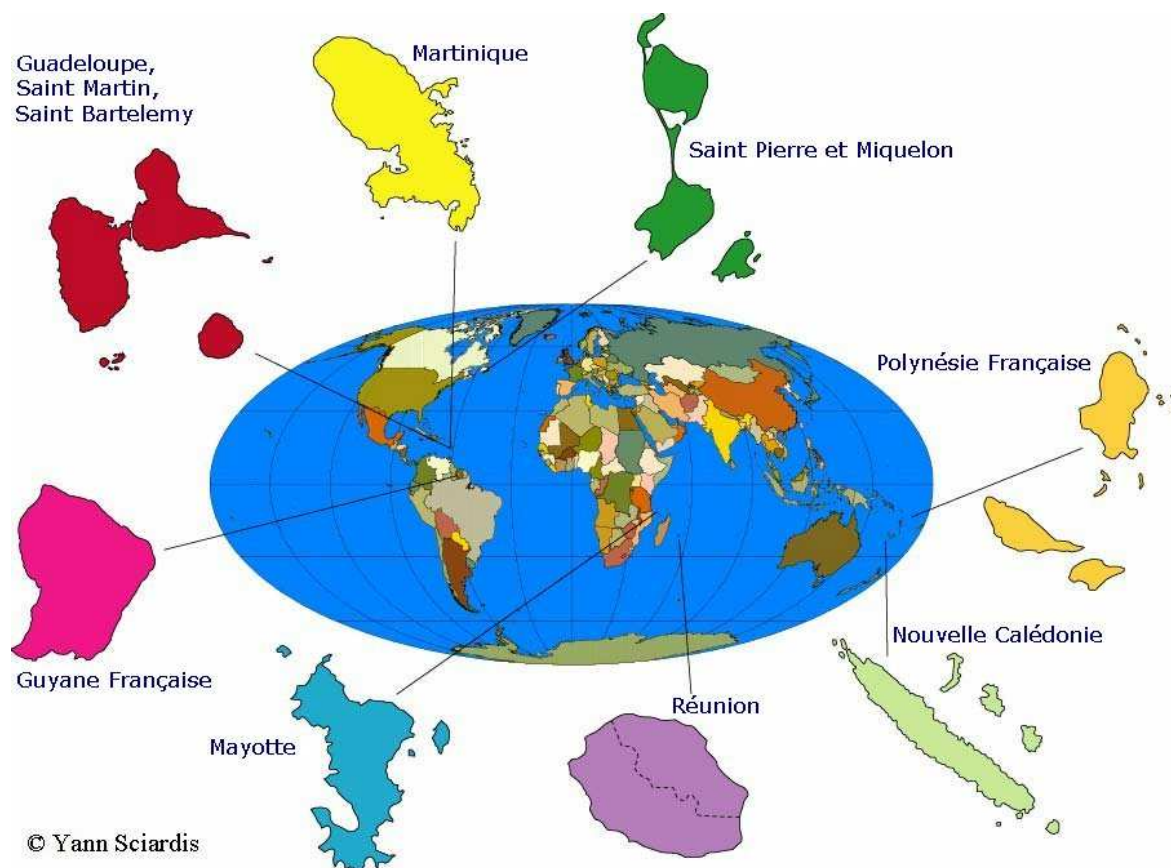 Guadeloupe,
Saint Martin,
Saint Bartelemy
Martinique
Saint Pierre et Miquelon
Polynésie Française
Guyane Française
Nouvelle Calédonie
Réunion
Mayotte
© Yann Sciardis